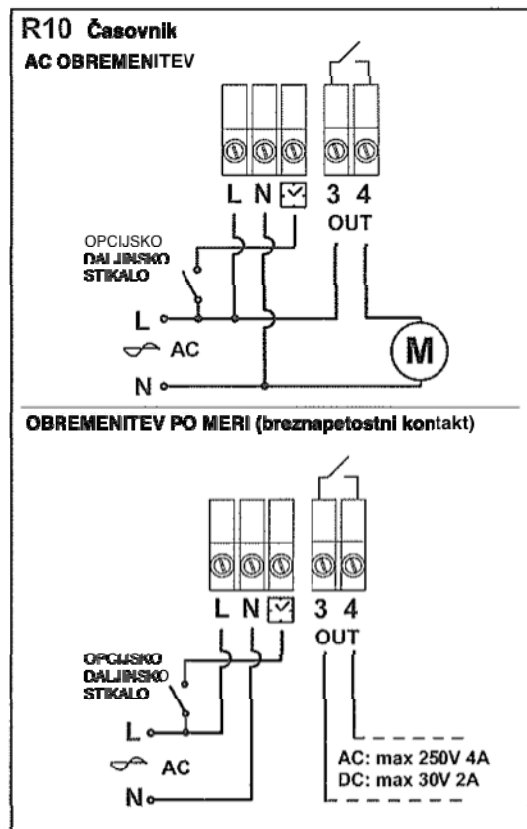 R10 Časovnik
AC OBREMENITEV
L N 3 4
OUT
OPCIJSKO
DALJINSKO
STIKALO
L
AC
N
M
OBREMENITEV PO MERI (breznapetostni kontakt)
L N 3 4
OUT
OPCIJSKO
DALJINSKO
STIKALO
L
AC
N
AC: max 250V 4A
DC: max 30V 2A